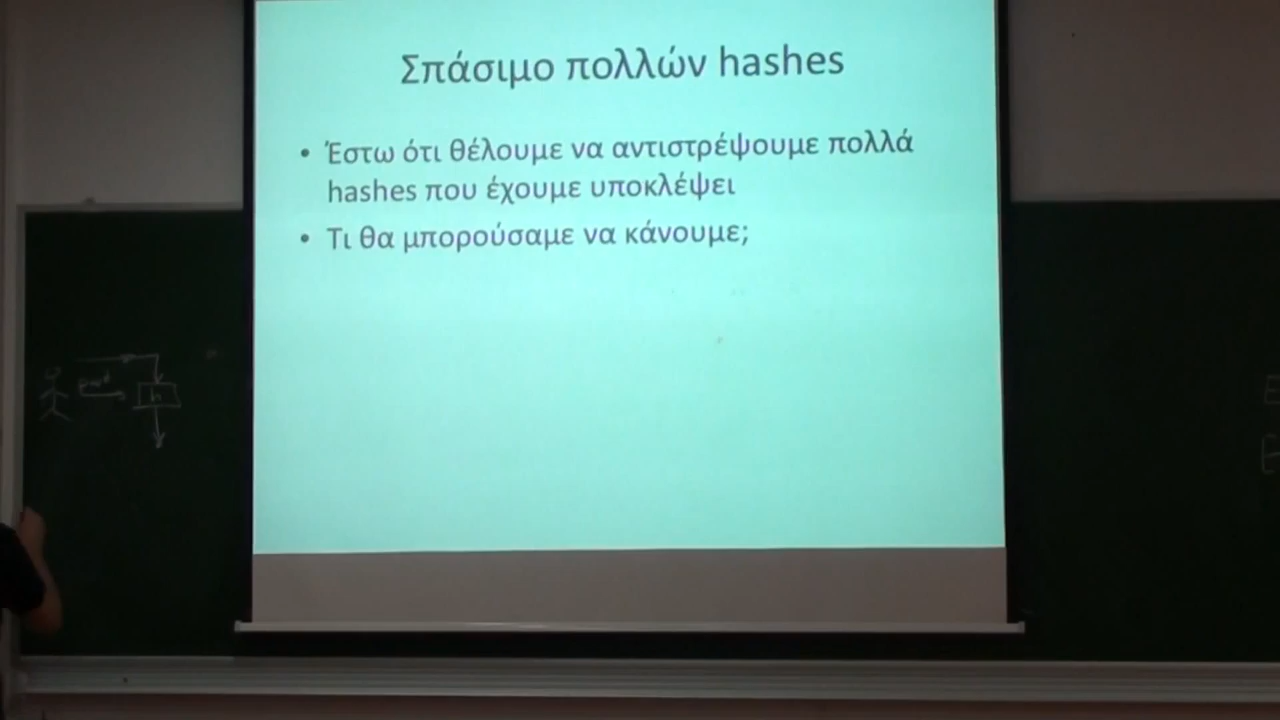 Σπάσιμο πολλών hashes
• Έστω ότι θέλουμε να αντιστρέψουμε πολλά
hashes που έχουμε υποκλέψει
• Τι θα μπορούσαμε να κάνουμε;
h